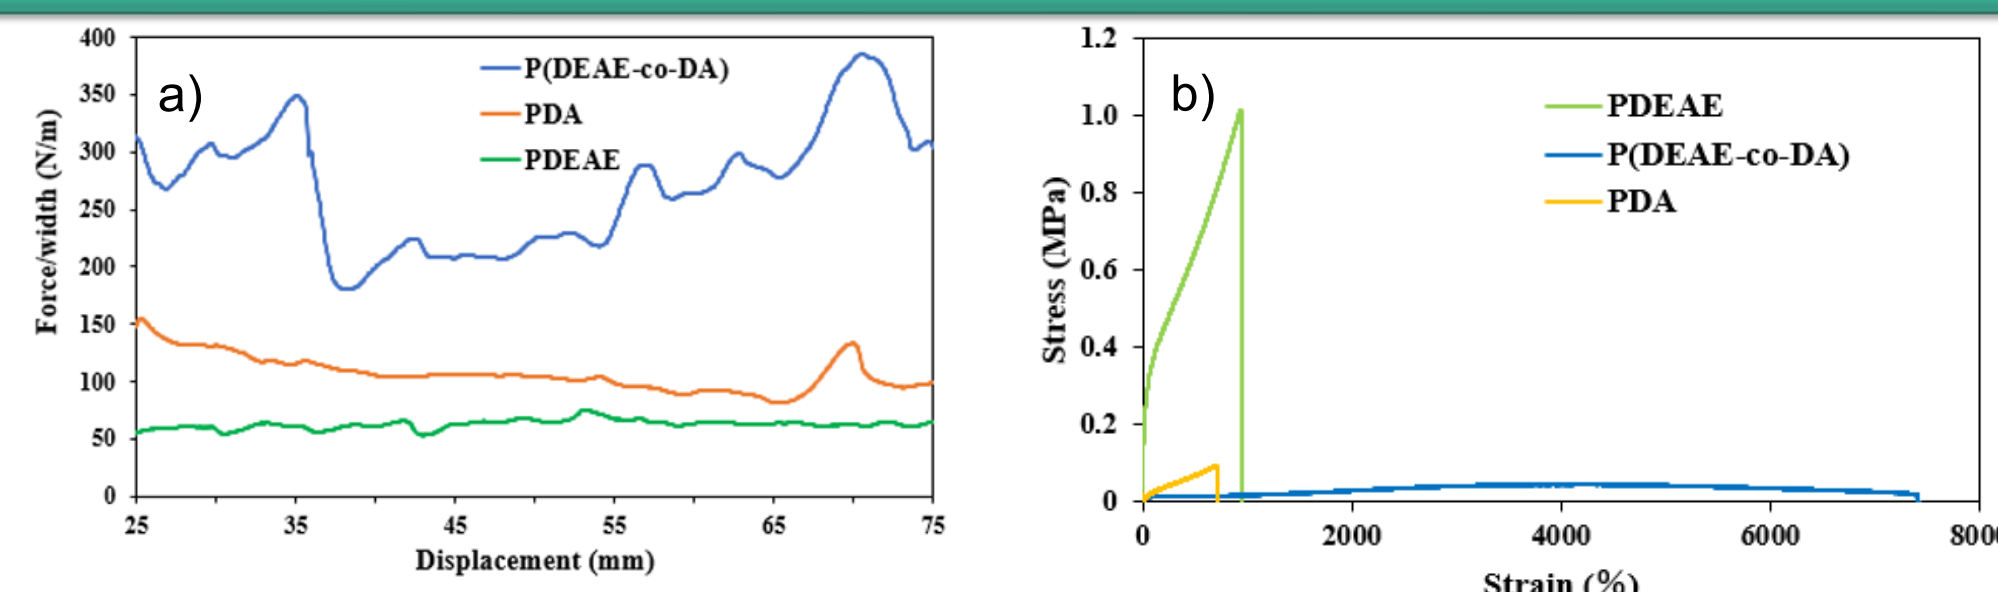 a)
P(DEAE-co-DA)
PDA
PDEAE
Force/width (N/m)
400
350
300
250
200
150
100
50
0
25 35 45 55 65 75
Displacement (mm)
b)
PDEAE
P(DEAE-co-DA)
PDA
Stress (MPa)
1.2
1.0
0.8
0.6
0.4
0.2
0
0 2000 4000 6000 8000
Strain (%)